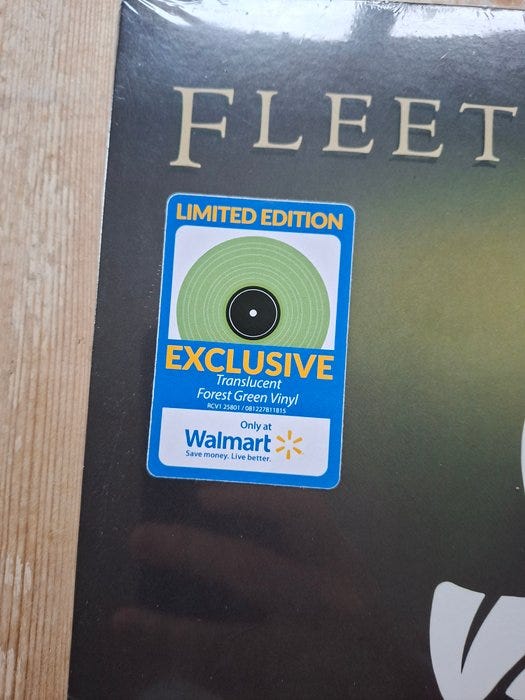 FLEET
LIMITED EDITION
EXCLUSIVE
Translucent
Forest Green Vinyl
RCV1 25801 / 081227811815
Only at
Walmart
Save money. Live better.